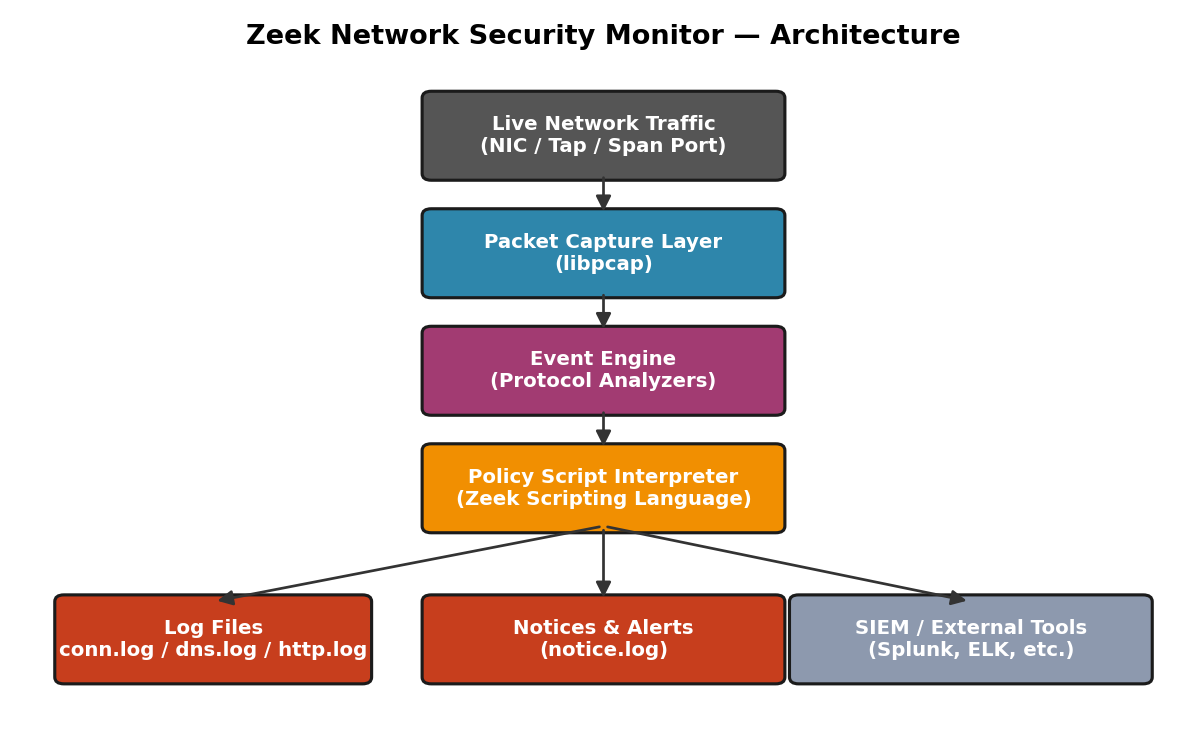 Zeek Network Security Monitor — Architecture
Live Network Traffic
(NIC / Tap / Span Port)
Packet Capture Layer
(libpcap)
Event Engine
(Protocol Analyzers)
Policy Script Interpreter
(Zeek Scripting Language)
Log Files
conn.log / dns.log / http.log
Notices & Alerts
(notice.log)
SIEM / External Tools
(Splunk, ELK, etc.)